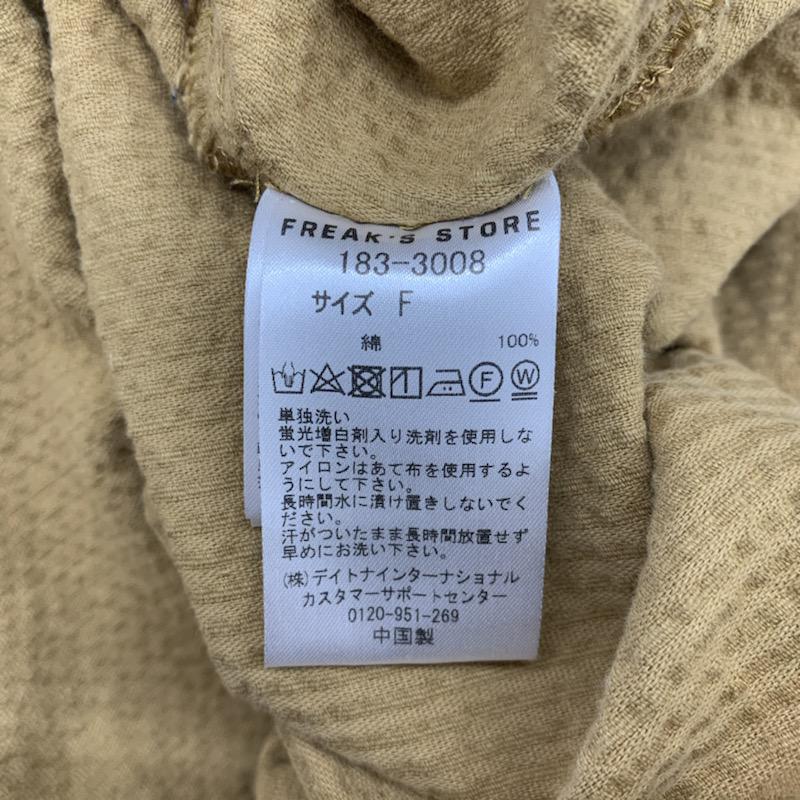 FREAK'S STORE
183-3008
サイズ F
綿 100%
F W
単独洗い
蛍光増白剤入り洗剤を使用しな
いで下さい。
アイロンはあて布を使用するよ
うにして下さい。
長時間水に漬け置きしないでく
ださい。
汗がついたまま長時間放置せず
早めにお洗い下さい。
(株)デイトナインターナショナル
カスタマーサポートセンター
0120-951-269
中国製